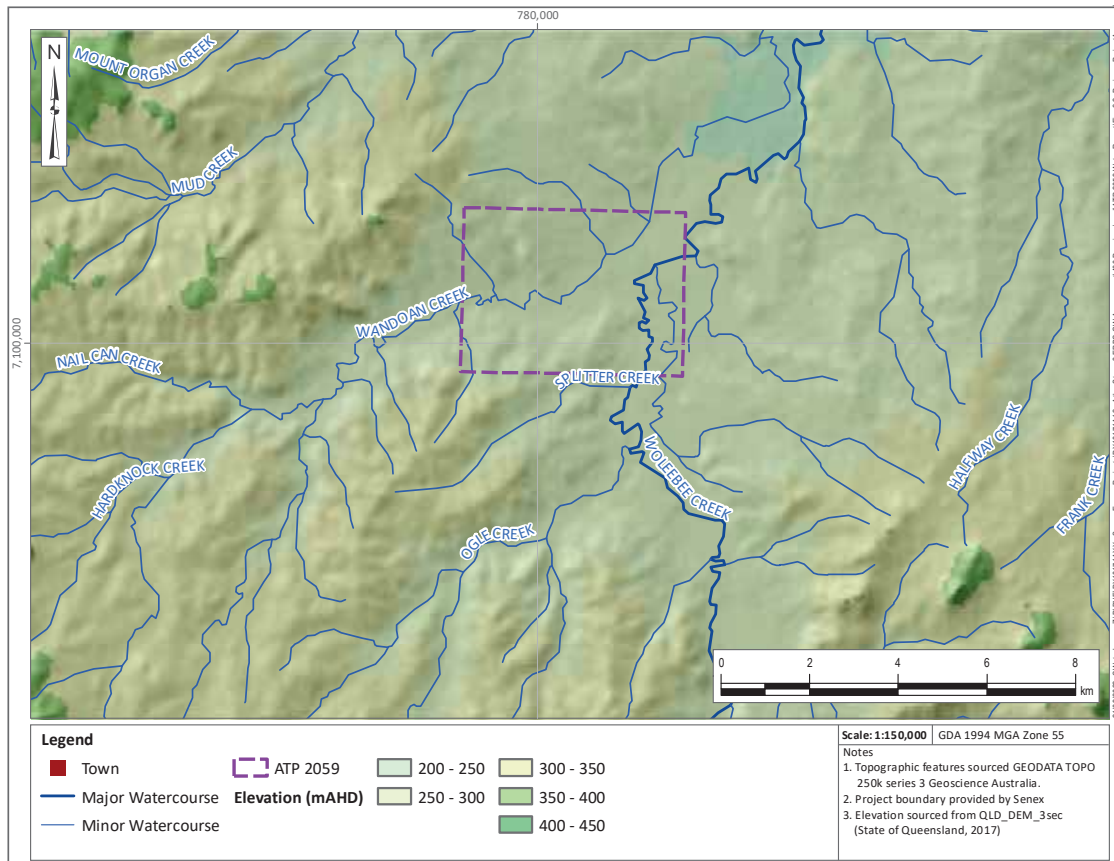 780,000
7,100,000
N
MOUNT ORGAN CREEK
MUD CREEK
WANDOAN CREEK
NAIL CAN CREEK
SPLITTER CREEK
HARDKNOCK CREEK
WOLEEBEE CREEK
HALFWAY CREEK
FRANK CREEK
OGLE CREEK
0 2 4 6 8
km
Legend
Town
Major Watercourse
Minor Watercourse
ATP 2059
Elevation (mAHD)
200 - 250
250 - 300
300 - 350
350 - 400
400 - 450
Scale: 1:150,000 GDA 1994 MGA Zone 55
Notes
1. Topographic features sourced GEODATA TOPO
250k series 3 Geoscience Australia.
2. Project boundary provided by Senex
3. Elevation sourced from QLD_DEM_3sec
(State of Queensland, 2017)